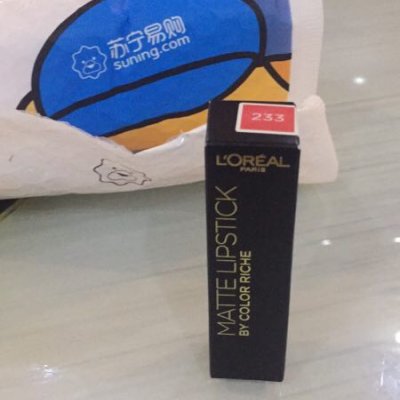 苏宁易购
suning.com
233
L'ORÉAL
PARIS
MATTE LIPSTICK
BY COLOR RICHE